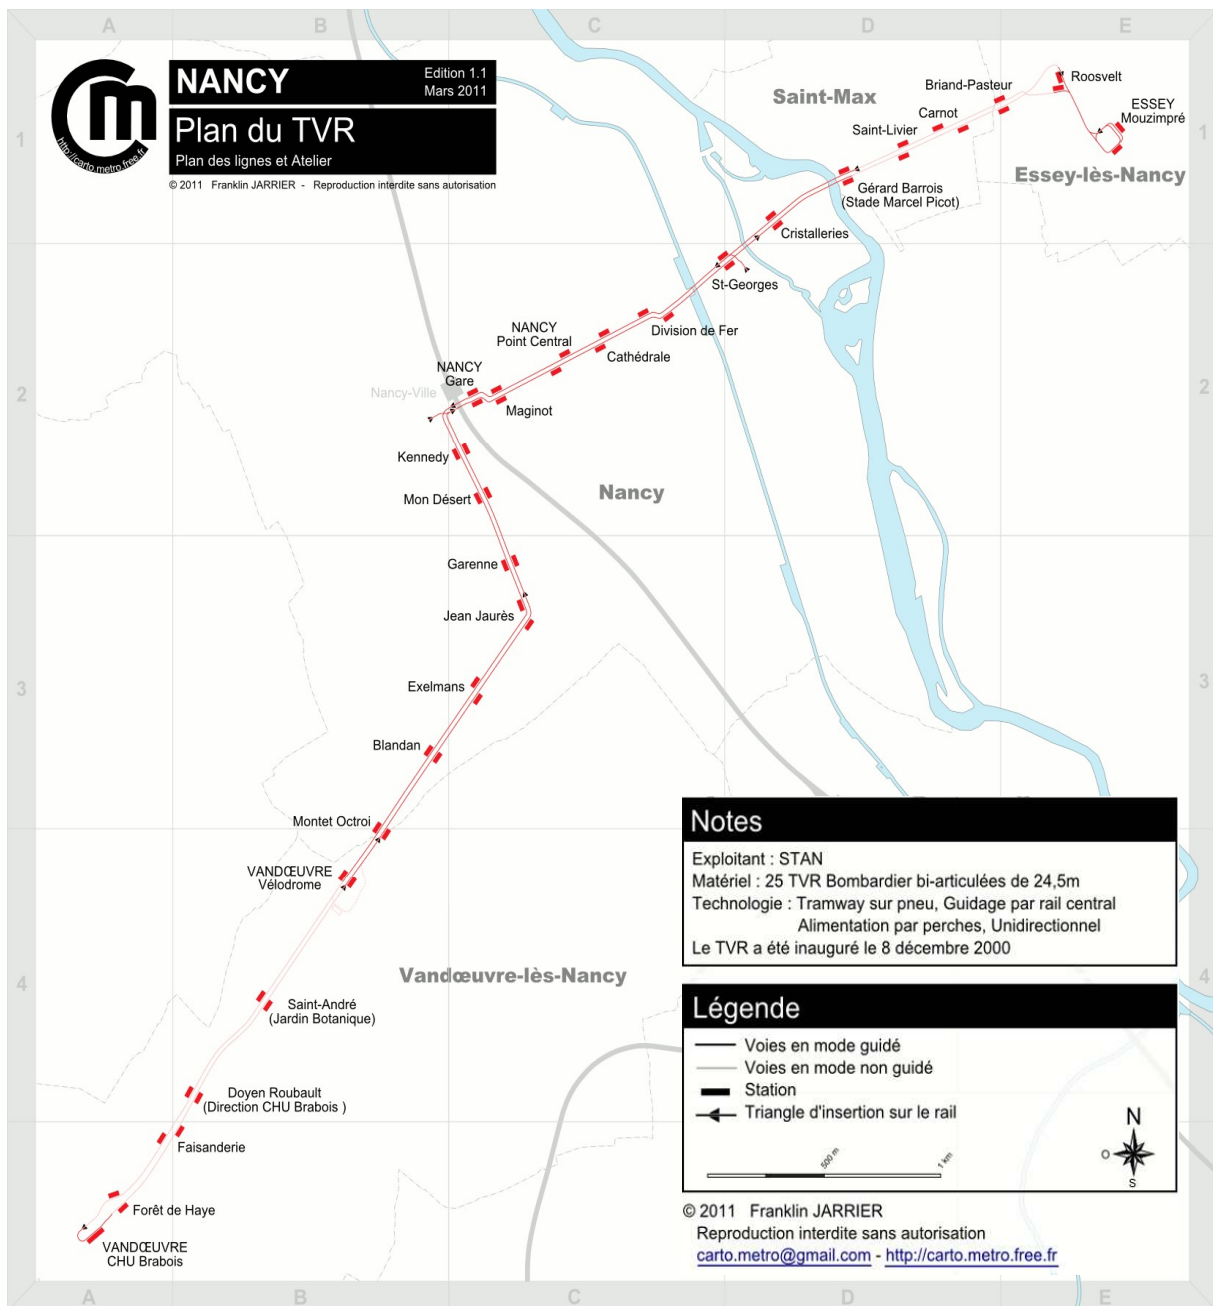 A B C D E
Cm
http://carto.metro.free.fr
NANCY
Edition 1.1
Mars 2011
Plan du TVR
Plan des lignes et Atelier
© 2011 Franklin JARRIER - Reproduction interdite sans autorisation
Saint-Max
Briand-Pasteur
Roosvelt
Carnot
ESSEY
Mouzimpré
Saint-Livier
1
1
Essey-lès-Nancy
Gérard Barrois
(Stade Marcel Picot)
Cristalleries
St-Georges
NANCY
Point Central
Division de Fer
Cathédrale
NANCY
Gare
Nancy-Ville
2
2
Maginot
Kennedy
Nancy
Mon Désert
Garenne
Jean Jaurès
Exelmans
3
3
Blandan
Montet Octroi
VANDŒUVRE
Vélodrome
Vandœuvre-lès-Nancy
4
4
Saint-André
(Jardin Botanique)
Doyen Roubault
(Direction CHU Brabois )
Faisanderie
Forêt de Haye
VANDŒUVRE
CHU Brabois
Notes
Exploitant : STAN
Matériel : 25 TVR Bombardier bi-articulées de 24,5m
Technologie : Tramway sur pneu, Guidage par rail central
Alimentation par perches, Unidirectionnel
Le TVR a été inauguré le 8 décembre 2000
Légende
Voies en mode guidé
Voies en mode non guidé
Station
Triangle d'insertion sur le rail
N
O
S
500 m
1 km
© 2011 Franklin JARRIER
Reproduction interdite sans autorisation
carto.metro@gmail.com - http://carto.metro.free.fr
A B C D E